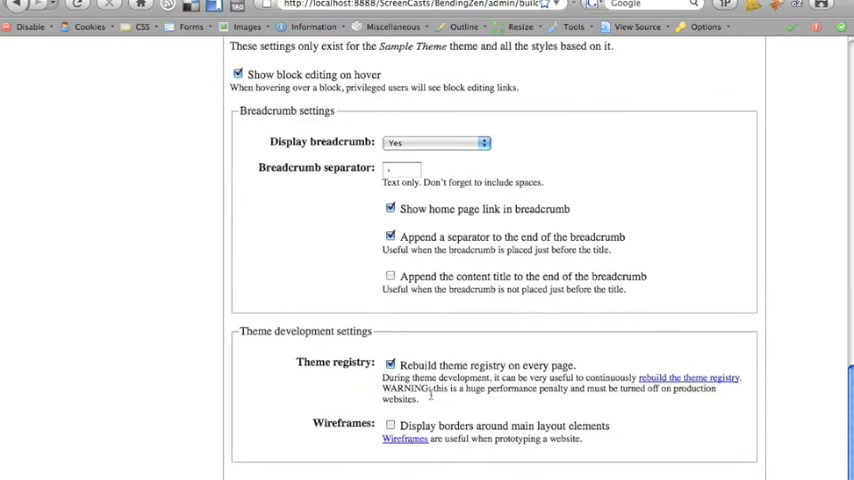 http://localhost:8888/ScreenCasts/BendingZen/admin/build
Google
Disable Cookies CSS Forms Images Information Miscellaneous Outline Resize Tools View Source Options
These settings only exist for the Sample Theme theme and all the styles based on it.
Show block editing on hover
When hovering over a block, privileged users will see block editing links.
Breadcrumb settings
Display breadcrumb: Yes
Breadcrumb separator: ›
Text only. Don't forget to include spaces.
Show home page link in breadcrumb
Append a separator to the end of the breadcrumb
Useful when the breadcrumb is placed just before the title.
Append the content title to the end of the breadcrumb
Useful when the breadcrumb is not placed just before the title.
Theme development settings
Theme registry: Rebuild theme registry on every page.
During theme development, it can be very useful to continuously rebuild the theme registry.
WARNING: this is a huge performance penalty and must be turned off on production
websites.
Wireframes: Display borders around main layout elements
Wireframes are useful when prototyping a website.